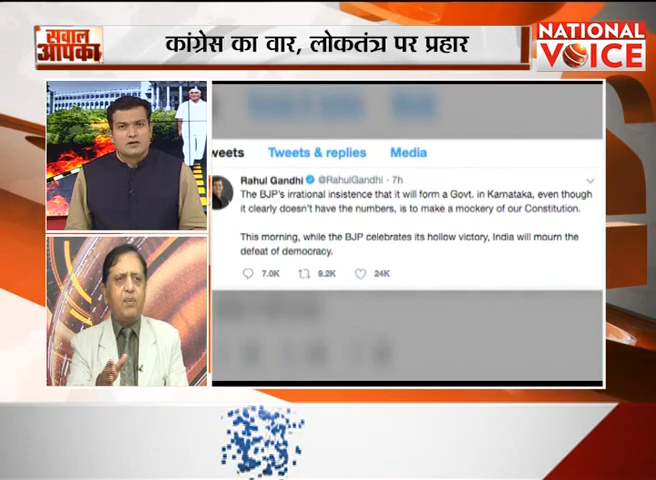 सवाल
आपका
कांग्रेस का वार, लोकतंत्र पर प्रहार
NATIONAL
VOICE
weets Tweets & replies Media
Rahul Gandhi @RahulGandhi · 7h
The BJP's irrational insistence that it will form a Govt. in Karnataka, even though
it clearly doesn't have the numbers, is to make a mockery of our Constitution.
This morning, while the BJP celebrates its hollow victory, India will mourn the
defeat of democracy.
7.0K 9.2K 24K